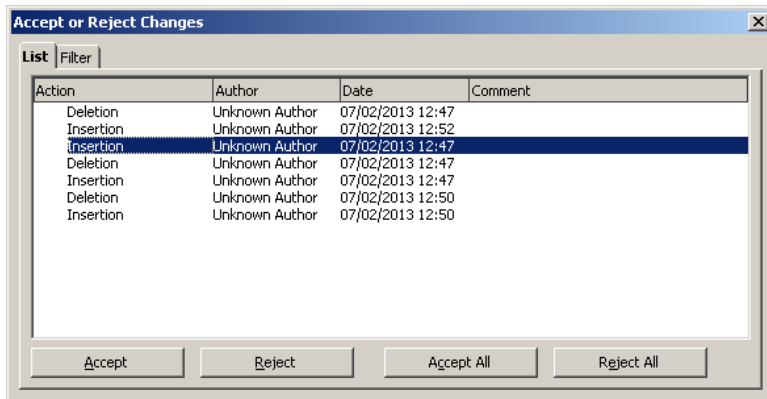 Accept or Reject Changes
List Filter
Action Author Date Comment
Deletion Unknown Author 07/02/2013 12:47
Insertion Unknown Author 07/02/2013 12:52
Insertion Unknown Author 07/02/2013 12:47
Deletion Unknown Author 07/02/2013 12:47
Insertion Unknown Author 07/02/2013 12:47
Deletion Unknown Author 07/02/2013 12:50
Insertion Unknown Author 07/02/2013 12:50
Accept Reject Accept All Reject All